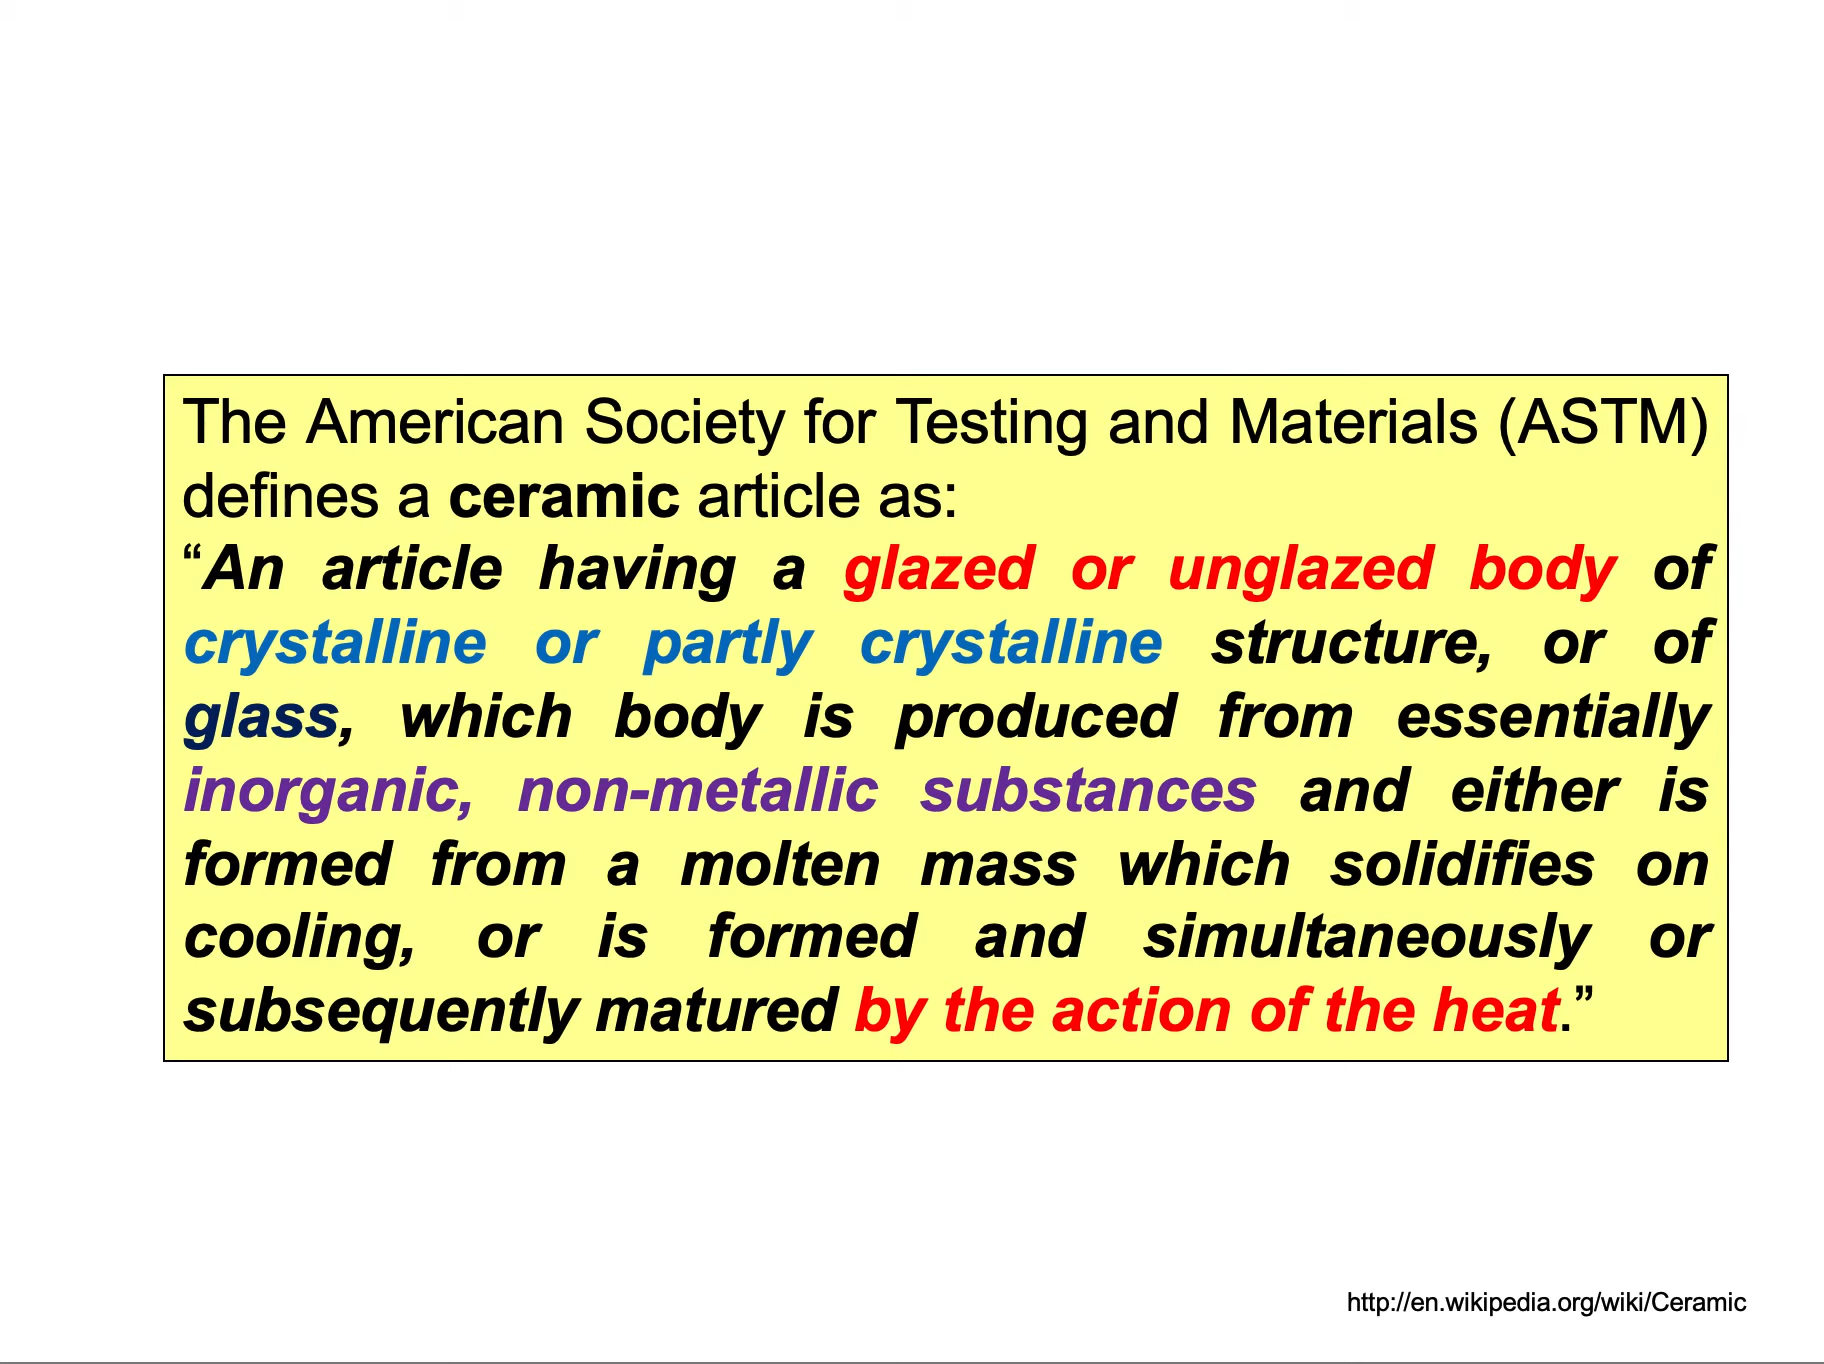 The American Society for Testing and Materials (ASTM)
defines a ceramic article as:
“An article having a glazed or unglazed body of
crystalline or partly crystalline structure, or of
glass, which body is produced from essentially
inorganic, non-metallic substances and either is
formed from a molten mass which solidifies on
cooling, or is formed and simultaneously or
subsequently matured by the action of the heat.”
http://en.wikipedia.org/wiki/Ceramic